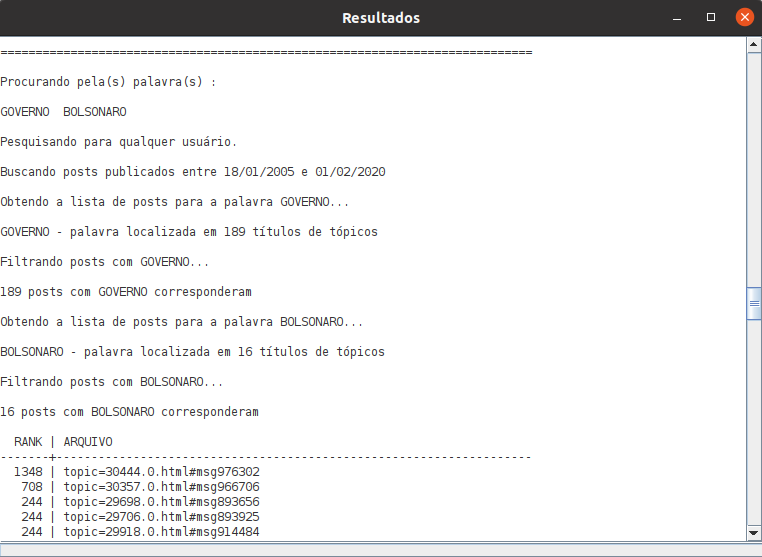 Resultados
============================================================================
Procurando pela(s) palavra(s) :
GOVERNO  BOLSONARO
Pesquisando para qualquer usuário.
Buscando posts publicados entre 18/01/2005 e 01/02/2020
Obtendo a lista de posts para a palavra GOVERNO...
GOVERNO - palavra localizada em 189 títulos de tópicos
Filtrando posts com GOVERNO...
189 posts com GOVERNO corresponderam
Obtendo a lista de posts para a palavra BOLSONARO...
BOLSONARO - palavra localizada em 16 títulos de tópicos
Filtrando posts com BOLSONARO...
16 posts com BOLSONARO corresponderam
  RANK | ARQUIVO
-------+--------------------------------------------------------------------
  1348 | topic=30444.0.html#msg976302
   708 | topic=30357.0.html#msg966706
   244 | topic=29698.0.html#msg893656
   244 | topic=29706.0.html#msg893925
   244 | topic=29918.0.html#msg914484